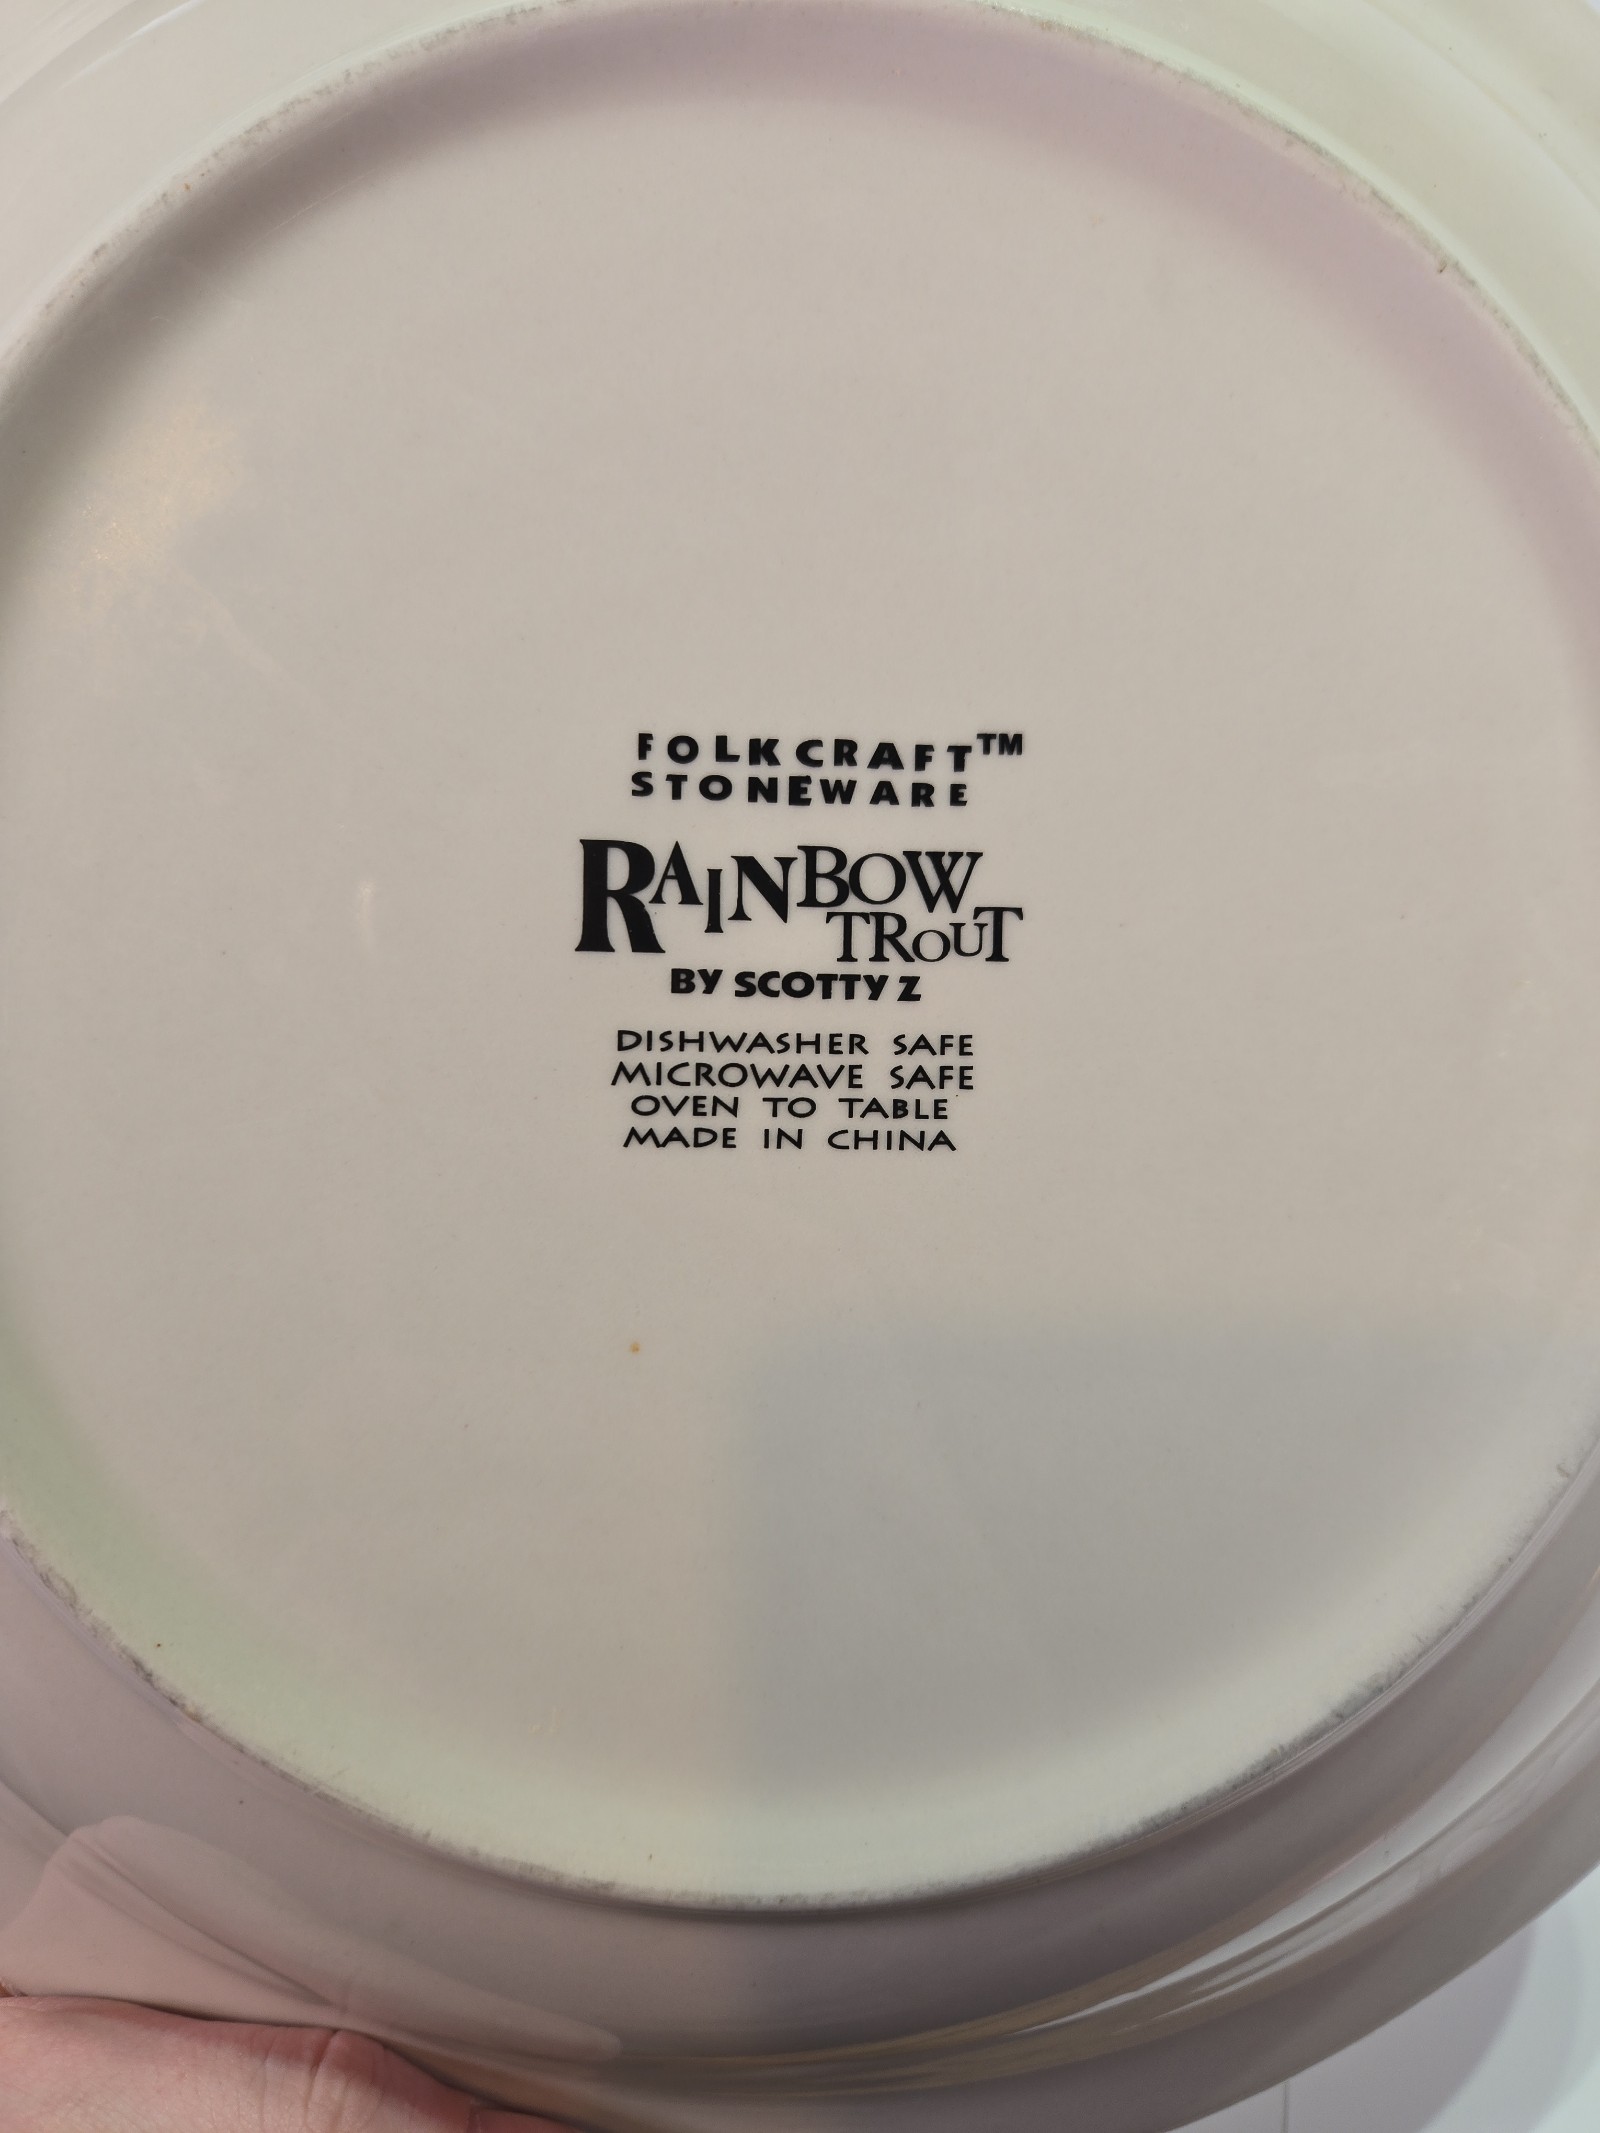 FOLKCRAFT™
STONEWARE
RAINBOW
TROUT
BY SCOTTY Z
DISHWASHER SAFE
MICROWAVE SAFE
OVEN TO TABLE
MADE IN CHINA